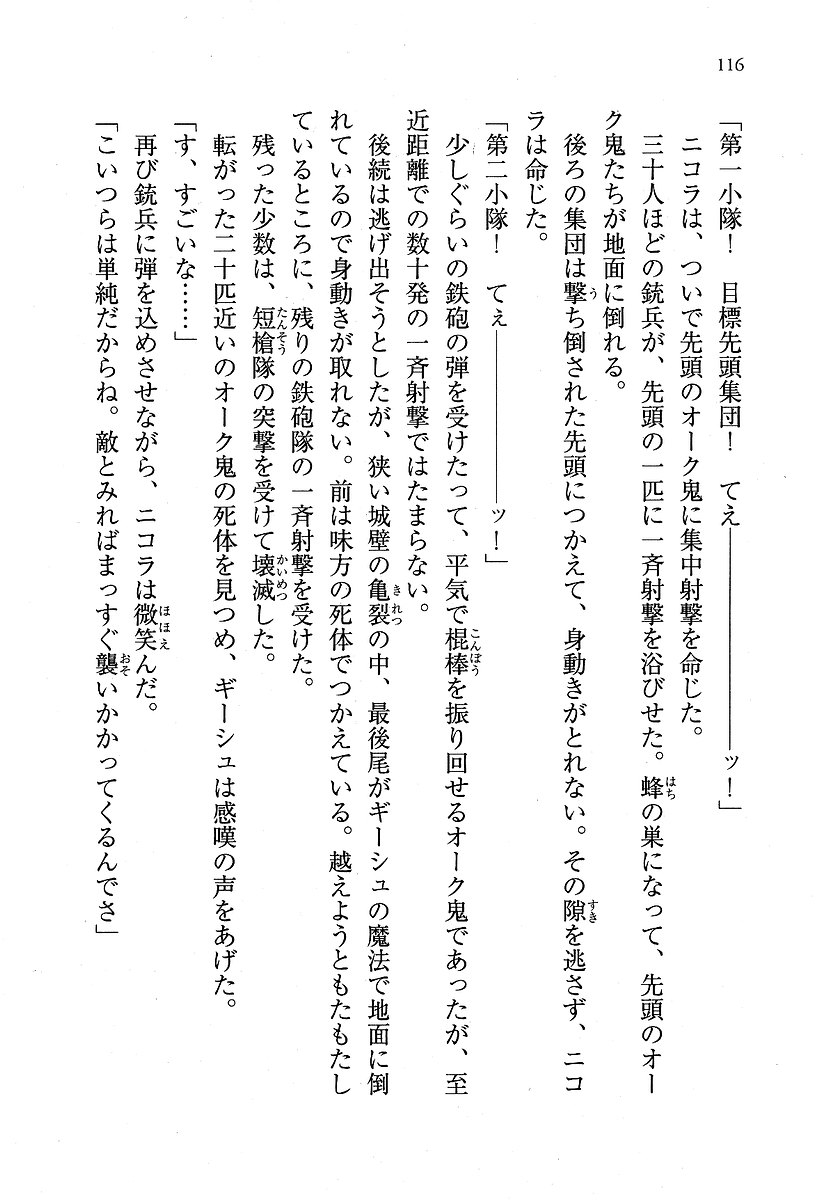 116
「第一小隊！　目標先頭集団！　てぇ―――――――――ッ！」
　ニコラは、ついで先頭のオーク鬼に集中射撃を命じた。
　三十人ほどの銃兵が、先頭の一匹に一斉射撃を浴びせた。蜂の巣になって、先頭のオー
ク鬼たちが地面に倒れる。
　後ろの集団は撃ち倒された先頭につかえて、身動きがとれない。その隙を逃さず、ニコ
ラは命じた。
「第二小隊！　てぇ―――――――ッ！」
　少しぐらいの鉄砲の弾を受けたって、平気で棍棒を振り回せるオーク鬼であったが、至
近距離での数十発の一斉射撃ではたまらない。
　後続は逃げ出そうとしたが、狭い城壁の亀裂の中、最後尾がギーシュの魔法で地面に倒
れているので身動きが取れない。前は味方の死体でつかえている。越えようともたもたし
ているところに、残りの鉄砲隊の一斉射撃を受けた。
　残った少数は、短槍隊の突撃を受けて壊滅した。
　転がった二十匹近いのオーク鬼の死体を見つめ、ギーシュは感嘆の声をあげた。
「す、すごいな……」
　再び銃兵に弾を込めさせながら、ニコラは微笑んだ。
「こいつらは単純だからね。敵とみればまっすぐ襲いかかってくるんでさ」